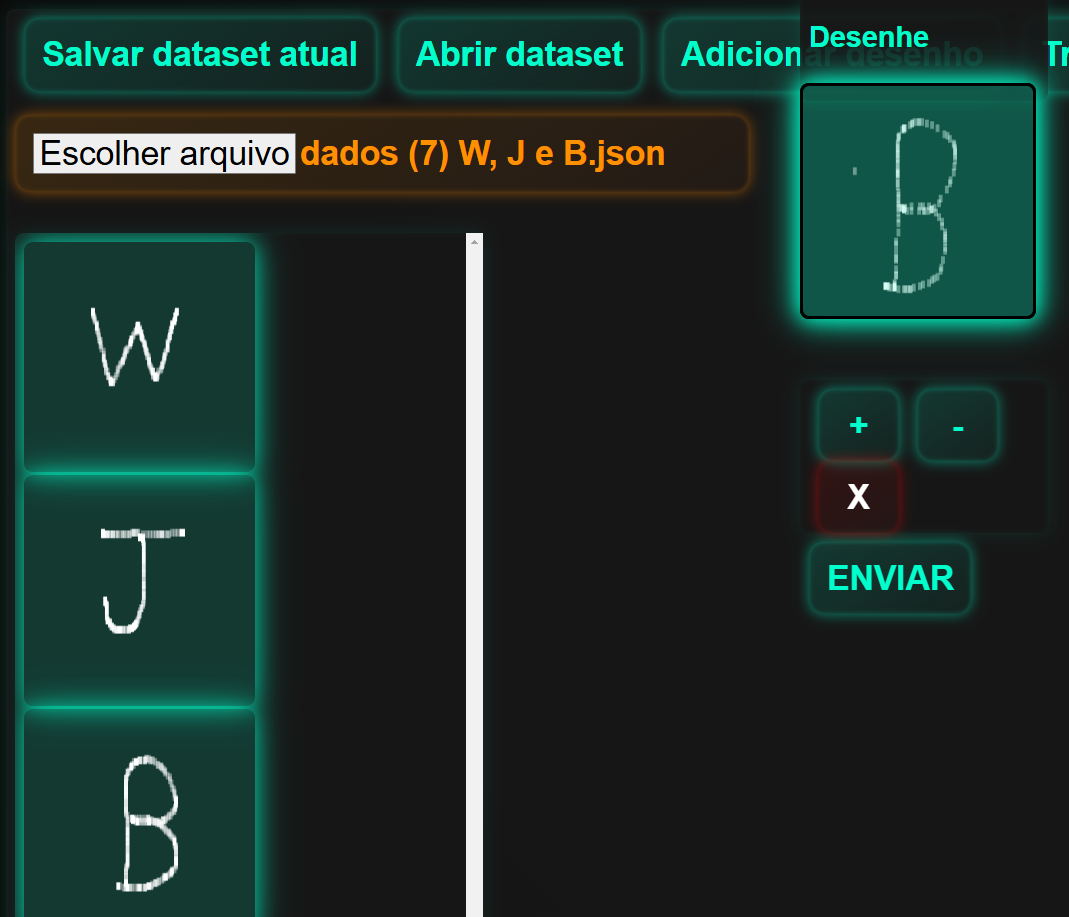 Salvar dataset atual
Abrir dataset
Adicionar desenho
Tr
Desenhe
Escolher arquivo dados (7) W, J e B.json
B
W
J
B
+
-
X
ENVIAR